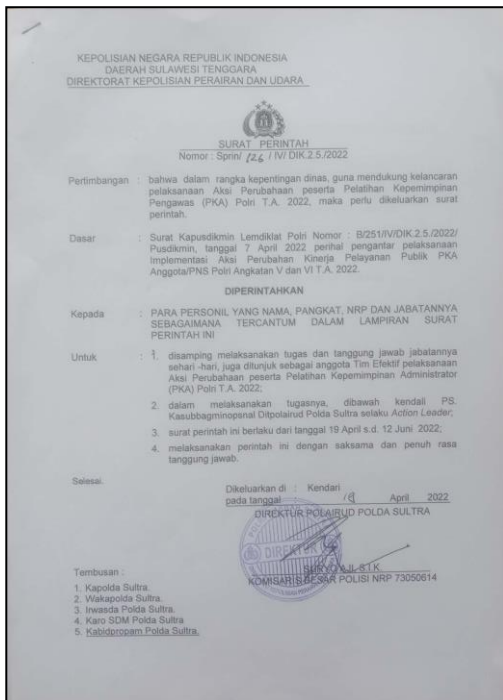 KEPOLISIAN NEGARA REPUBLIK INDONESIA
DAERAH SULAWESI TENGGARA
DIREKTORAT KEPOLISIAN PERAIRAN DAN UDARA
SURAT PERINTAH
Nomor : Sprin/ 126 / IV/ DIK.2.5./2022
Pertimbangan : bahwa dalam rangka kepentingan dinas, guna mendukung kelancaran
pelaksanaan Aksi Perubahaan peserta Pelatihan Kepemimpinan
Pengawas (PKA) Polri T.A. 2022, maka perlu dikeluarkan surat
perintah.
Dasar : Surat Kapusdikmin Lemdiklat Polri Nomor : B/251/IV/DIK.2.5./2022/
Pusdikmin, tanggal 7 April 2022 perihal pengantar pelaksanaan
Implementasi Aksi Perubahan Kinerja Pelayanan Publik PKA
Anggota/PNS Polri Angkatan V dan VI T.A. 2022.
DIPERINTAHKAN
Kepada : PARA PERSONIL YANG NAMA, PANGKAT, NRP DAN JABATANNYA
SEBAGAIMANA TERCANTUM DALAM LAMPIRAN SURAT
PERINTAH INI
Untuk : 1. disamping melaksanakan tugas dan tanggung jawab jabatannya
sehari -hari, juga ditunjuk sebagai anggota Tim Efektif pelaksanaan
Aksi Perubahaan peserta Pelatihan Kepemimpinan Administrator
(PKA) Polri T.A. 2022;
2. dalam melaksanakan tugasnya, dibawah kendali PS.
Kasubbagminopsnal Ditpolairud Polda Sultra selaku Action Leader;
3. surat perintah ini berlaku dari tanggal 19 April s.d. 12 Juni 2022;
4. melaksanakan perintah ini dengan saksama dan penuh rasa
tanggung jawab.
Selesai.
Dikeluarkan di : Kendari
pada tanggal : April 2022
DIREKTUR POLAIRUD POLDA SULTRA
DIREKTUR
SURYO AJI, S.I.K.
KOMISARIS BESAR POLISI NRP 73050614
Tembusan :
1. Kapolda Sultra.
2. Wakapolda Sultra.
3. Irwasda Polda Sultra.
4. Karo SDM Polda Sultra
5. Kabidpropam Polda Sultra.